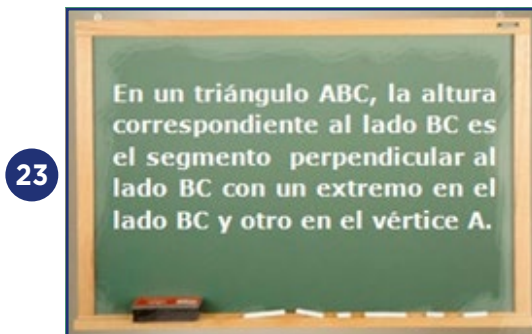 23
En un triángulo ABC, la altura
correspondiente al lado BC es
el segmento perpendicular al
lado BC con un extremo en el
lado BC y otro en el vértice A.